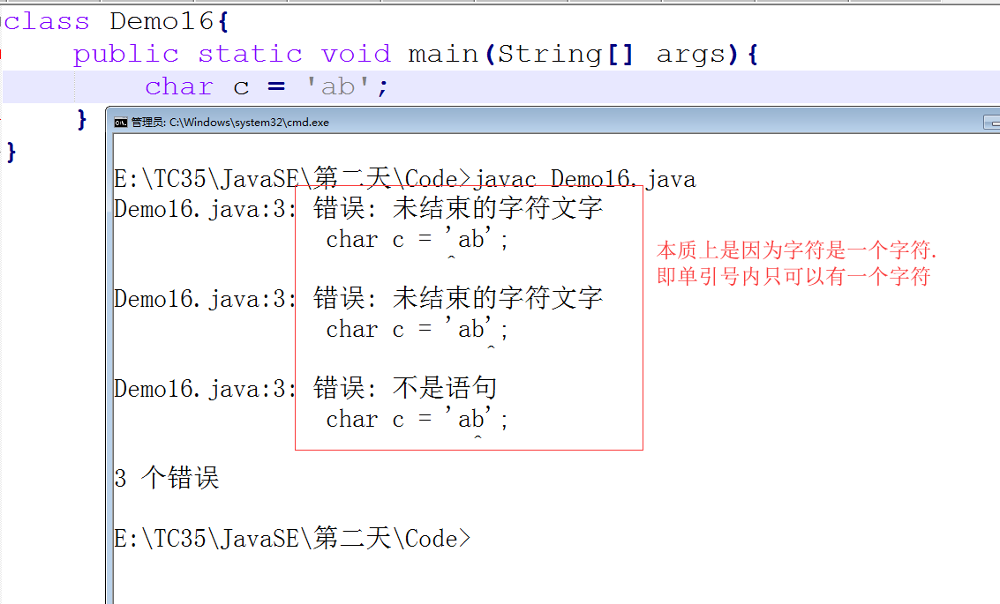 class Demo16{
public static void main(String[] args){
char c = 'ab';
}
}
管理员: C:\Windows\system32\cmd.exe
E:\TC35\JavaSE\第二天\Code>javac Demo16.java
Demo16.java:3: 错误: 未结束的字符文字
char c = 'ab';
^
Demo16.java:3: 错误: 未结束的字符文字
char c = 'ab';
^
Demo16.java:3: 错误: 不是语句
char c = 'ab';
^
3 个错误
E:\TC35\JavaSE\第二天\Code>
本质上是因为字符是一个字符.
即单引号内只可以有一个字符